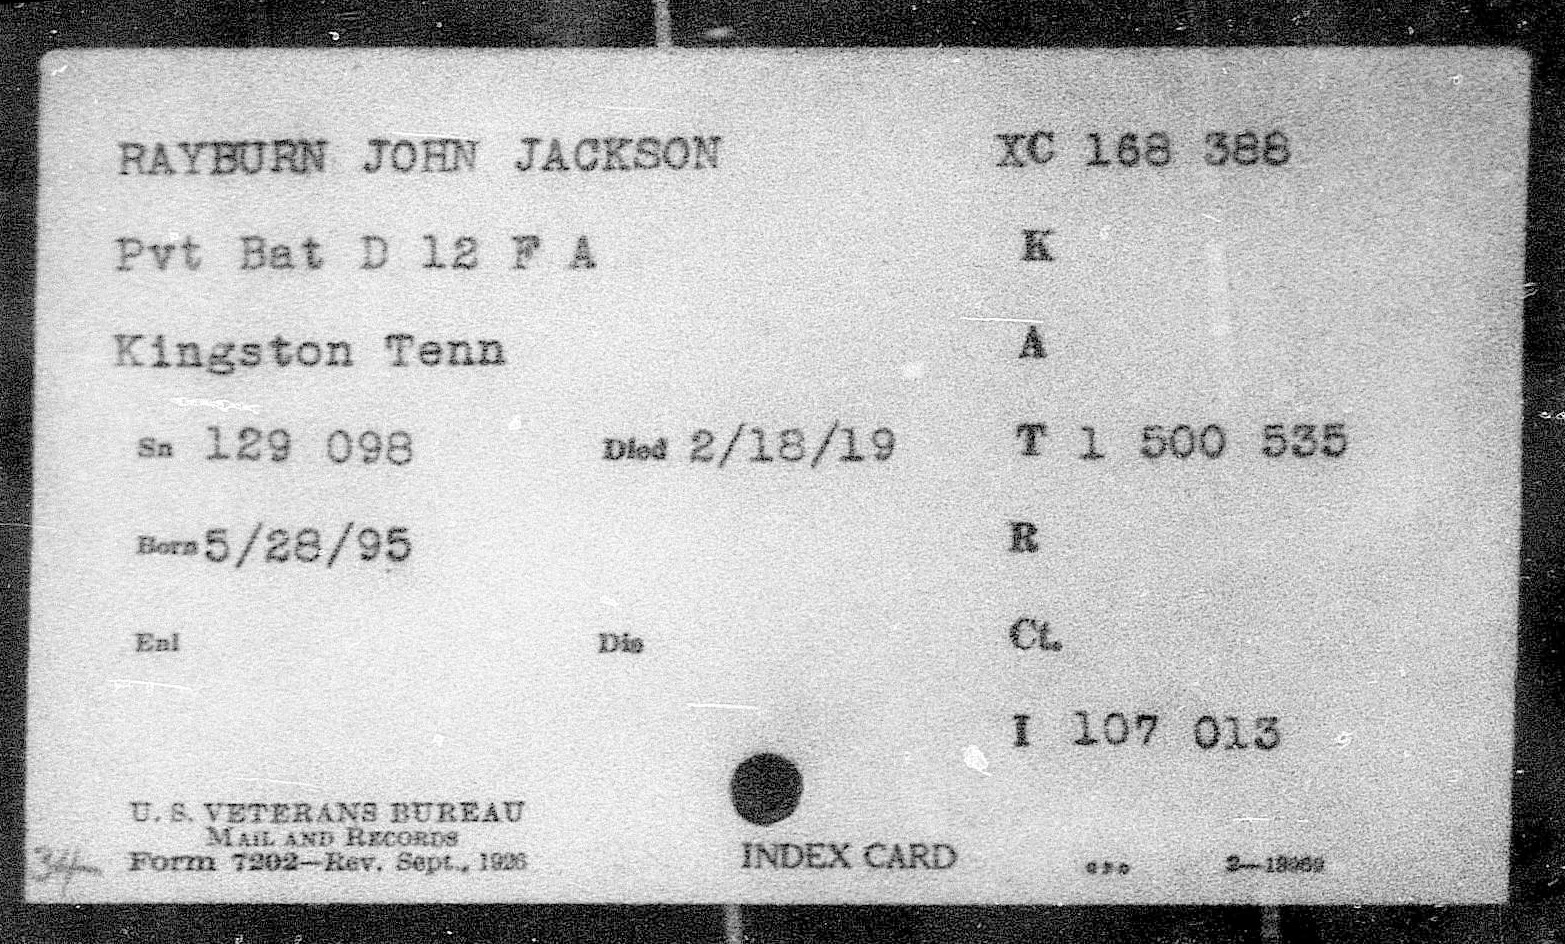 RAYBURN JOHN JACKSON XC 168 388
Pvt Bat D 12 F A K
Kingston Tenn A
Sn 129 098 Died 2/18/19 T 1 500 535
Born 5/28/95 R
Enl Dis Ct.
I 107 013
U. S. VETERANS BUREAU
MAIL AND RECORDS
Form 7202—Rev. Sept., 1926 INDEX CARD GPO